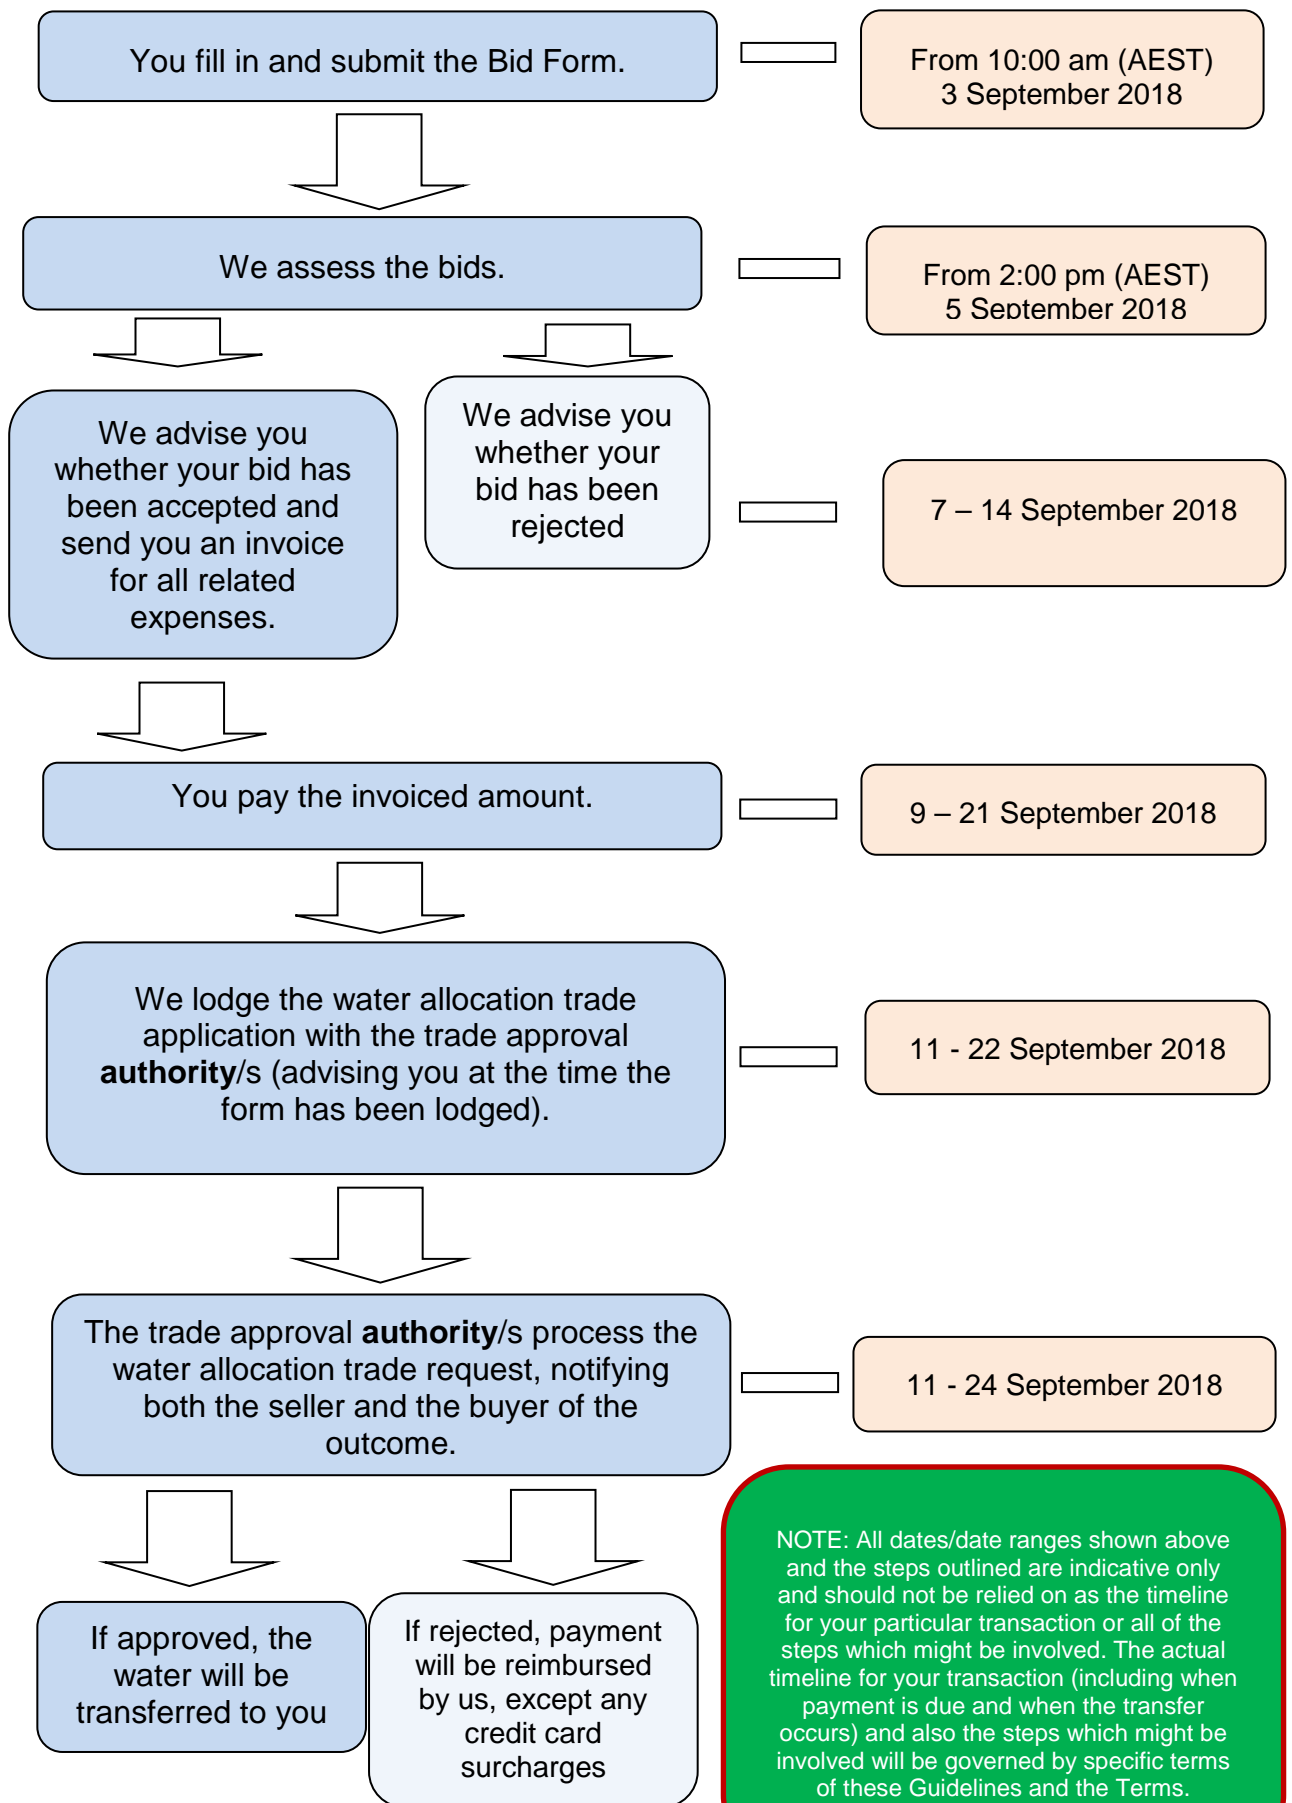 You fill in and submit the Bid Form.
From 10:00 am (AEST)
3 September 2018
We assess the bids.
From 2:00 pm (AEST)
5 September 2018
We advise you
whether your bid has
been accepted and
send you an invoice
for all related
expenses.
We advise you
whether your
bid has been
rejected
7 – 14 September 2018
You pay the invoiced amount.
9 – 21 September 2018
We lodge the water allocation trade
application with the trade approval
authority/s (advising you at the time the
form has been lodged).
11 - 22 September 2018
The trade approval authority/s process the
water allocation trade request, notifying
both the seller and the buyer of the
outcome.
11 - 24 September 2018
If approved, the
water will be
transferred to you
If rejected, payment
will be reimbursed
by us, except any
credit card
surcharges
NOTE: All dates/date ranges shown above
and the steps outlined are indicative only
and should not be relied on as the timeline
for your particular transaction or all of the
steps which might be involved. The actual
timeline for your transaction (including when
payment is due and when the transfer
occurs) and also the steps which might be
involved will be governed by specific terms
of these Guidelines and the Terms.